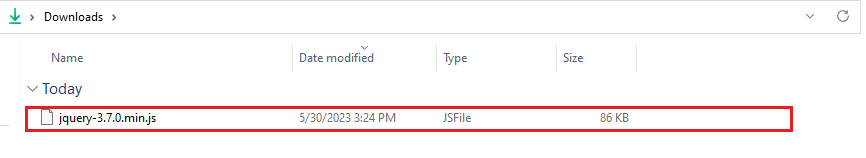 Downloads
Name Date modified Type Size
Today
jquery-3.7.0.min.js 5/30/2023 3:24 PM JSFile 86 KB